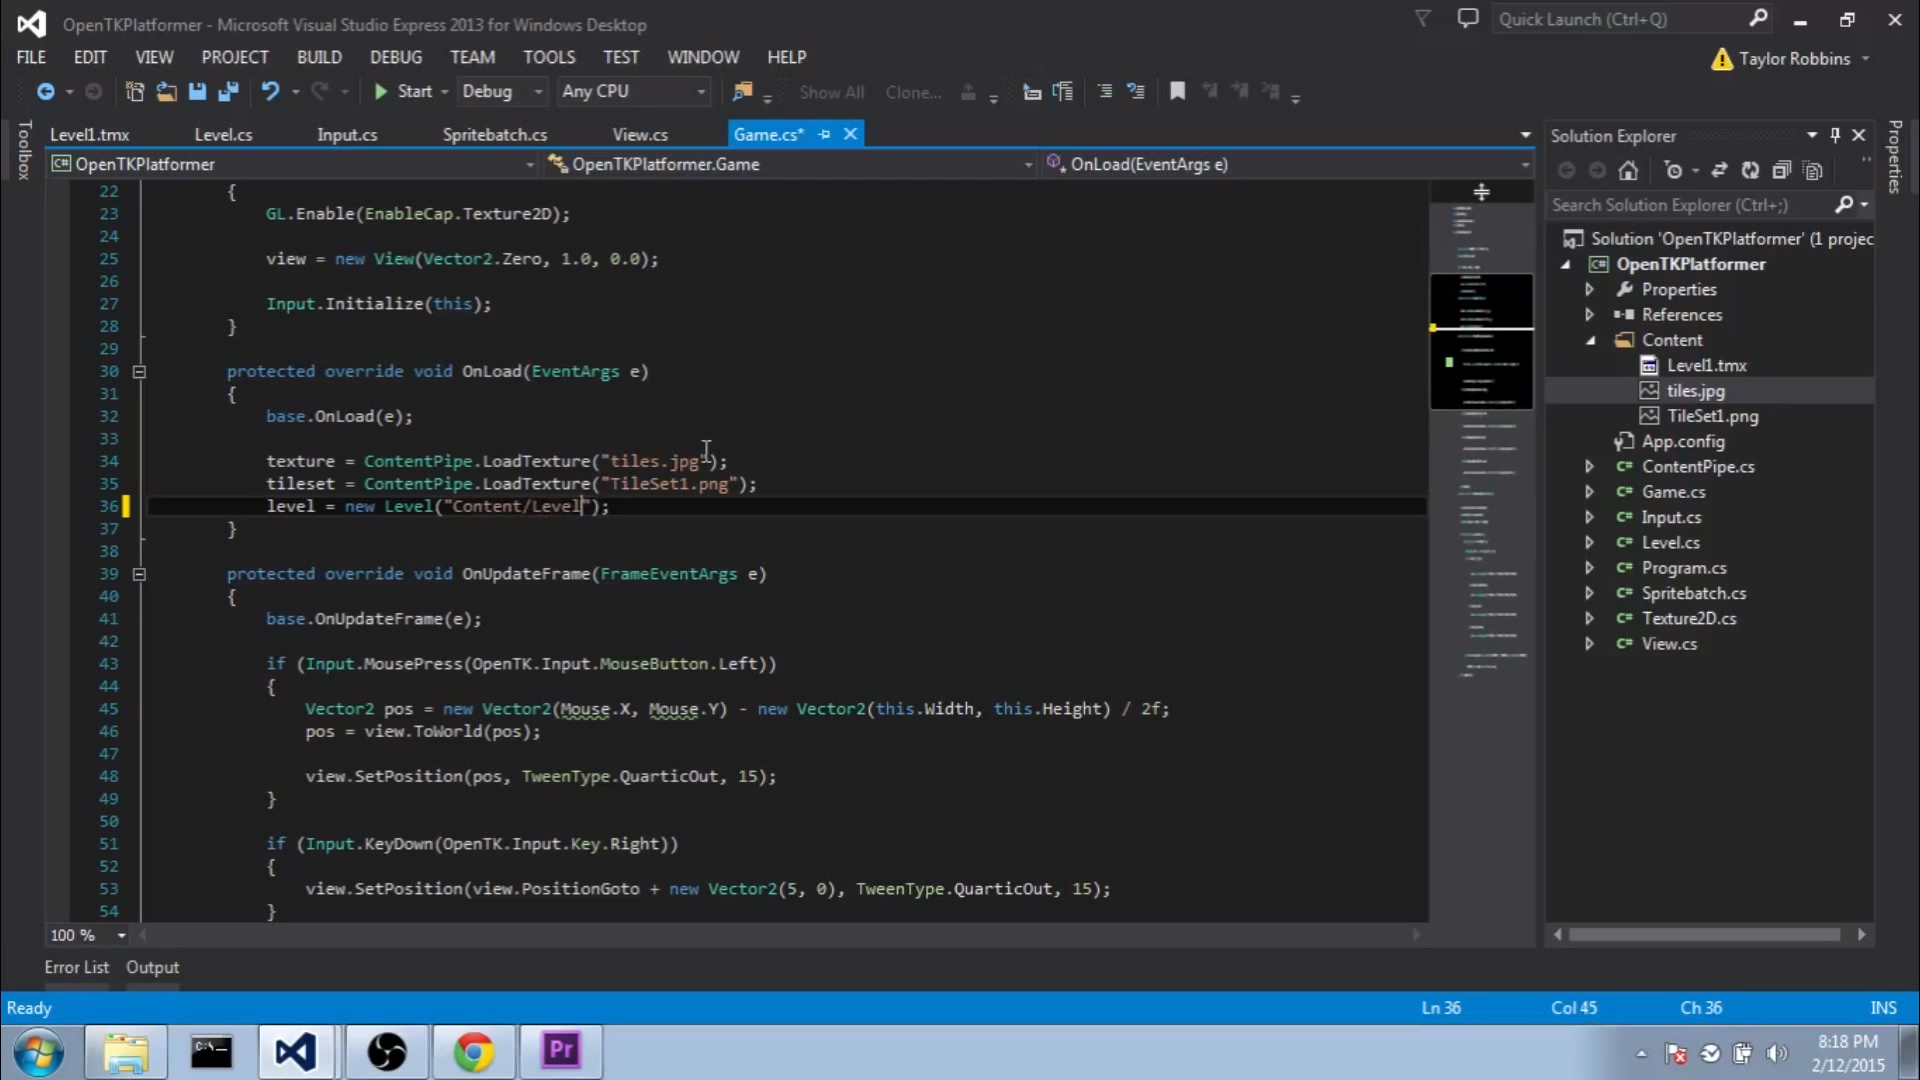 OpenTKPlatformer - Microsoft Visual Studio Express 2013 for Windows Desktop
Quick Launch (Ctrl+Q)
FILE EDIT VIEW PROJECT BUILD DEBUG TEAM TOOLS TEST WINDOW HELP
Taylor Robbins
Start Debug Any CPU Show All Clone...
Toolbox
Level1.tmx Level.cs Input.cs Spritebatch.cs View.cs Game.cs*
OpenTKPlatformer OpenTKPlatformer.Game OnLoad(EventArgs e)
22 {
23 GL.Enable(EnableCap.Texture2D);
24
25 view = new View(Vector2.Zero, 1.0, 0.0);
26
27 Input.Initialize(this);
28 }
29
30 protected override void OnLoad(EventArgs e)
31 {
32 base.OnLoad(e);
33
34 texture = ContentPipe.LoadTexture("tiles.jpg");
35 tileset = ContentPipe.LoadTexture("TileSet1.png");
36 level = new Level("Content/Level");
37 }
38
39 protected override void OnUpdateFrame(FrameEventArgs e)
40 {
41 base.OnUpdateFrame(e);
42
43 if (Input.MousePress(OpenTK.Input.MouseButton.Left))
44 {
45 Vector2 pos = new Vector2(Mouse.X, Mouse.Y) - new Vector2(this.Width, this.Height) / 2f;
46 pos = view.ToWorld(pos);
47
48 view.SetPosition(pos, TweenType.QuarticOut, 15);
49 }
50
51 if (Input.KeyDown(OpenTK.Input.Key.Right))
52 {
53 view.SetPosition(view.PositionGoto + new Vector2(5, 0), TweenType.QuarticOut, 15);
54 }
100 %
Solution Explorer
Search Solution Explorer (Ctrl+;)
Solution 'OpenTKPlatformer' (1 projec
C# OpenTKPlatformer
Properties
References
Content
Level1.tmx
tiles.jpg
TileSet1.png
App.config
C# ContentPipe.cs
C# Game.cs
C# Input.cs
C# Level.cs
C# Program.cs
C# Spritebatch.cs
C# Texture2D.cs
C# View.cs
Properties
Error List Output
Ready Ln 36 Col 45 Ch 36 INS
C:\
Pr
8:18 PM
2/12/2015